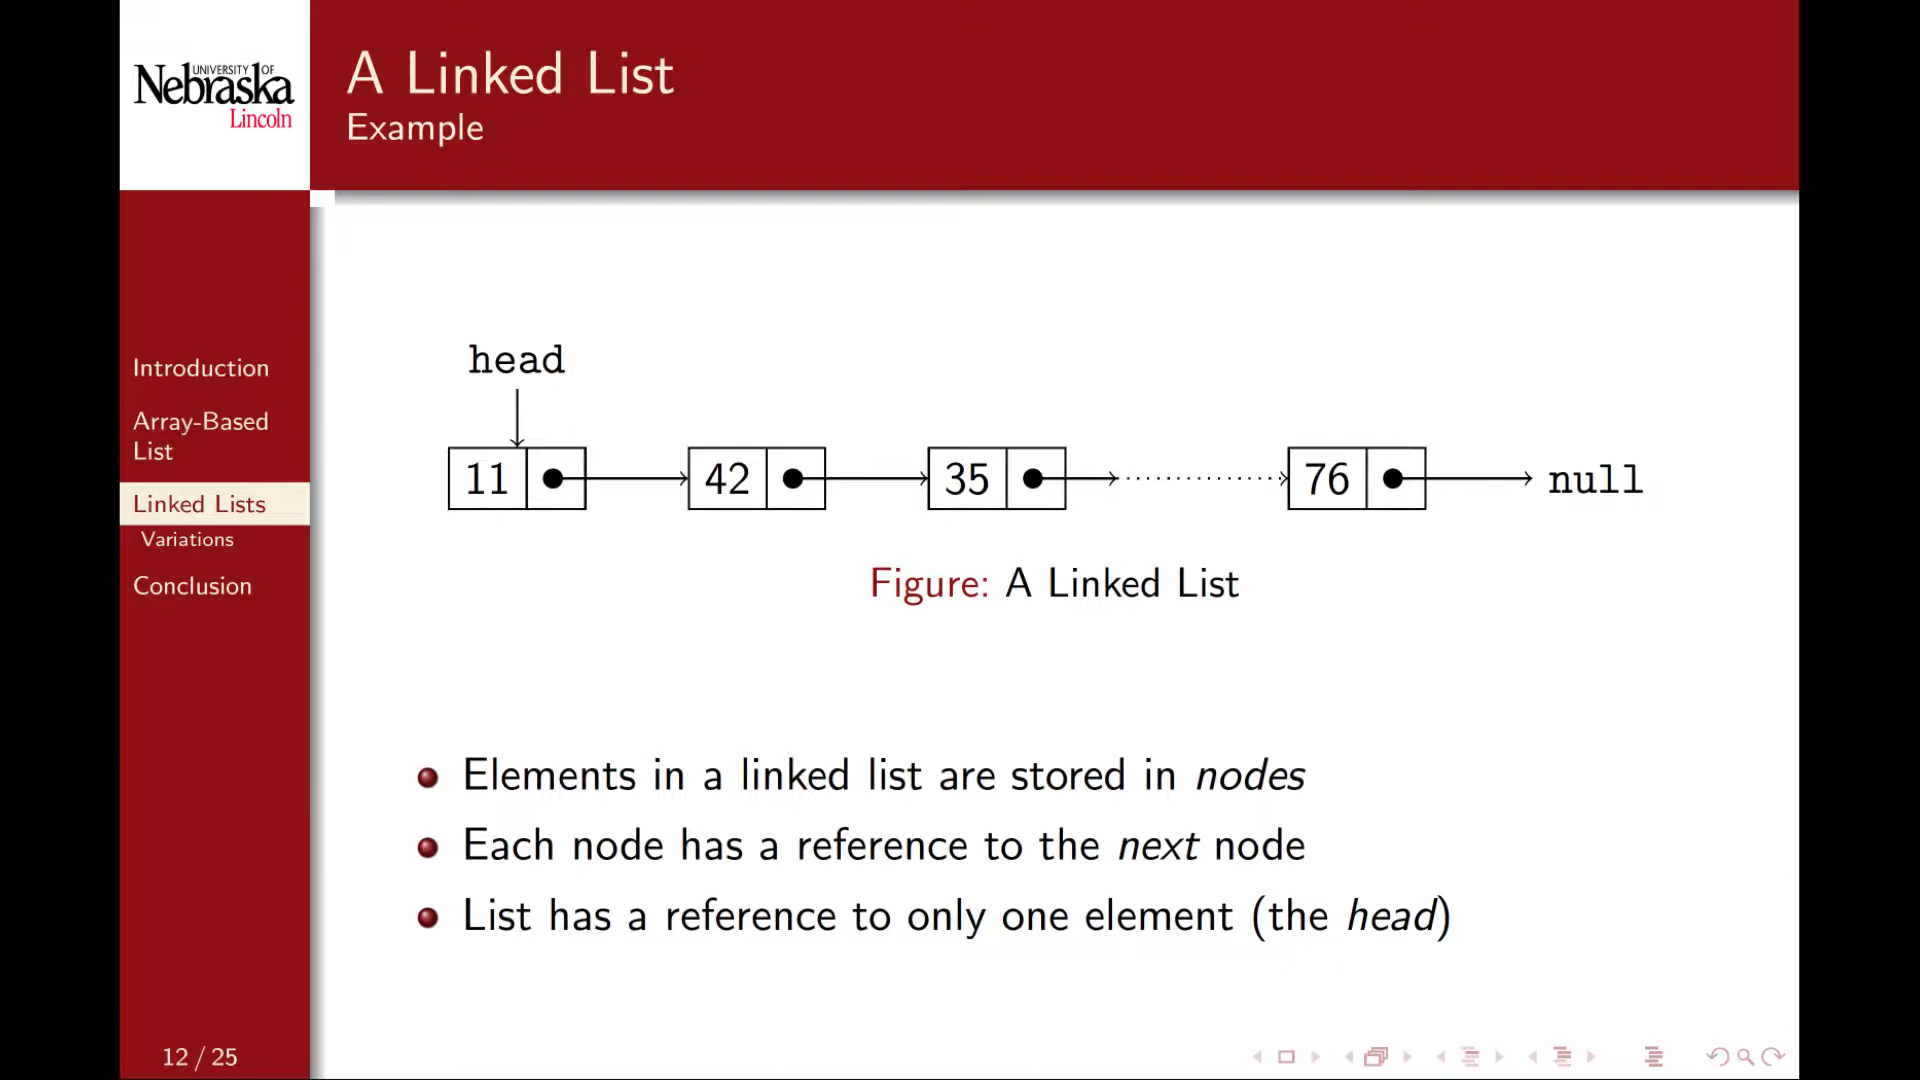 UNIVERSITY OF
Nebraska
Lincoln
A Linked List
Example
Introduction
Array-Based
List
Linked Lists
Variations
Conclusion
head
11 42 35 76 null
Figure: A Linked List
Elements in a linked list are stored in nodes
Each node has a reference to the next node
List has a reference to only one element (the head)
12 / 25